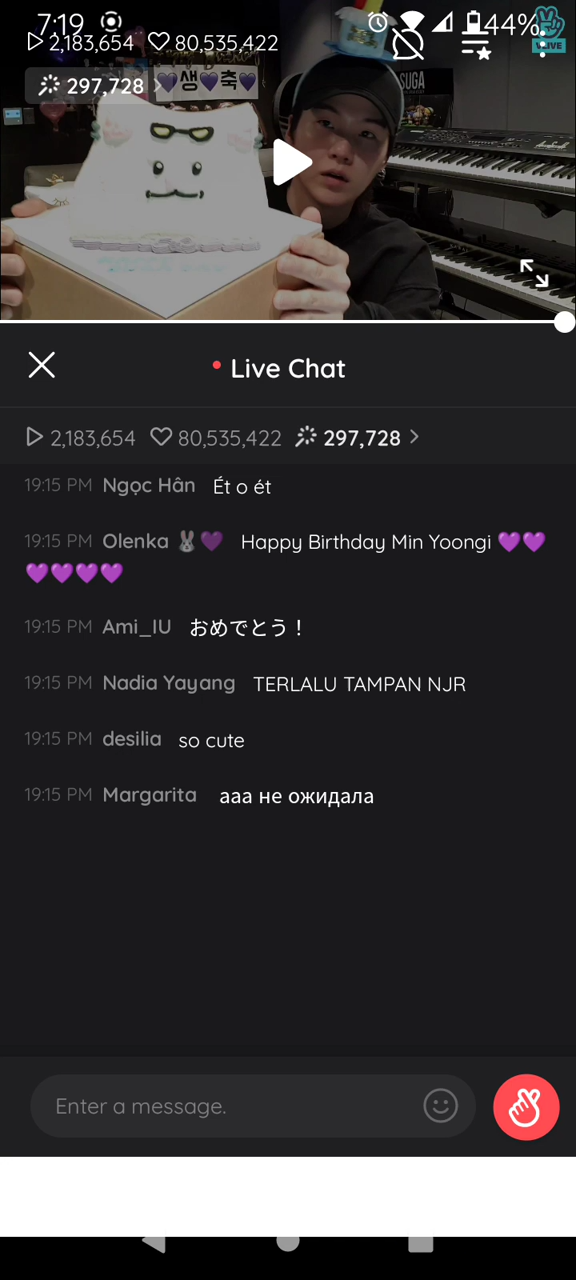 7:19
44%
2,183,654 80,535,422
VLIVE
297,728 >
💜생💜축💜
SUGA
Live Chat
2,183,654 80,535,422 297,728 >
19:15 PM Ngọc Hân Ét o ét
19:15 PM Olenka 🐰💜 Happy Birthday Min Yoongi 💜💜
💜💜💜💜
19:15 PM Ami_IU おめでとう！
19:15 PM Nadia Yayang TERLALU TAMPAN NJR
19:15 PM desilia so cute
19:15 PM Margarita ааа не ожидала
Enter a message.